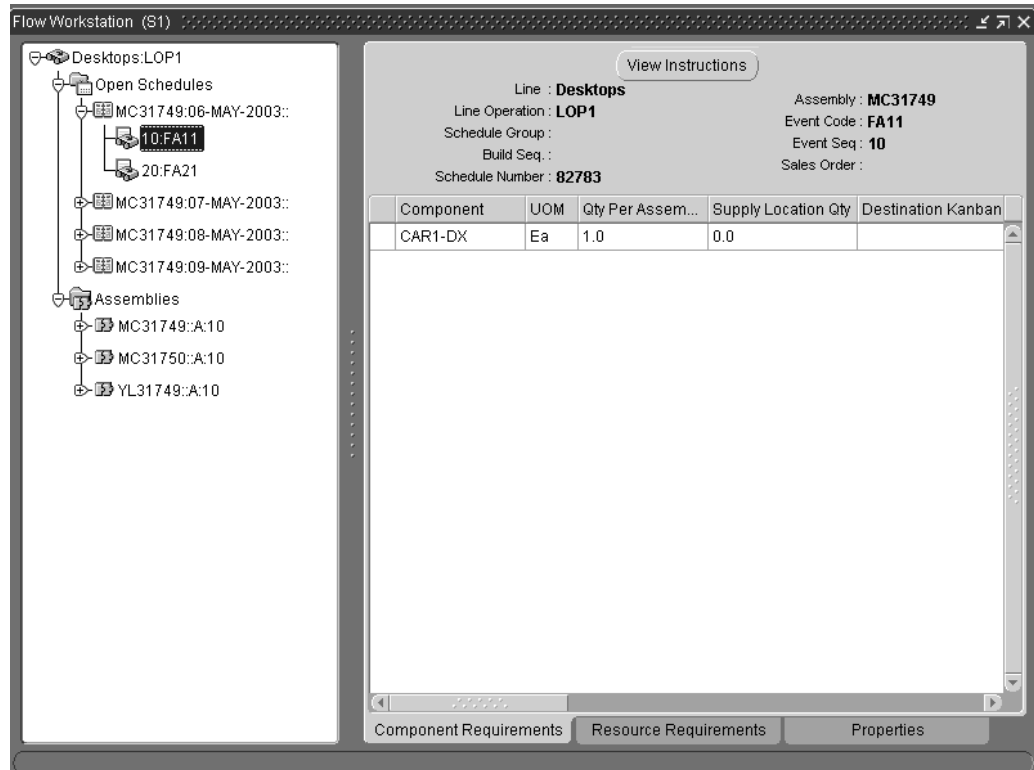 Flow Workstation (S1)
Desktops:LOP1
Open Schedules
MC31749:06-MAY-2003::
10:FA11
20:FA21
MC31749:07-MAY-2003::
MC31749:08-MAY-2003::
MC31749:09-MAY-2003::
Assemblies
MC31749::A:10
MC31750::A:10
YL31749::A:10
View Instructions
Line : Desktops
Line Operation : LOP1
Schedule Group :
Build Seq. :
Schedule Number : 82783
Assembly : MC31749
Event Code : FA11
Event Seq : 10
Sales Order :
Component UOM Qty Per Assem... Supply Location Qty Destination Kanban
CAR1-DX Ea 1.0 0.0
Component Requirements Resource Requirements Properties